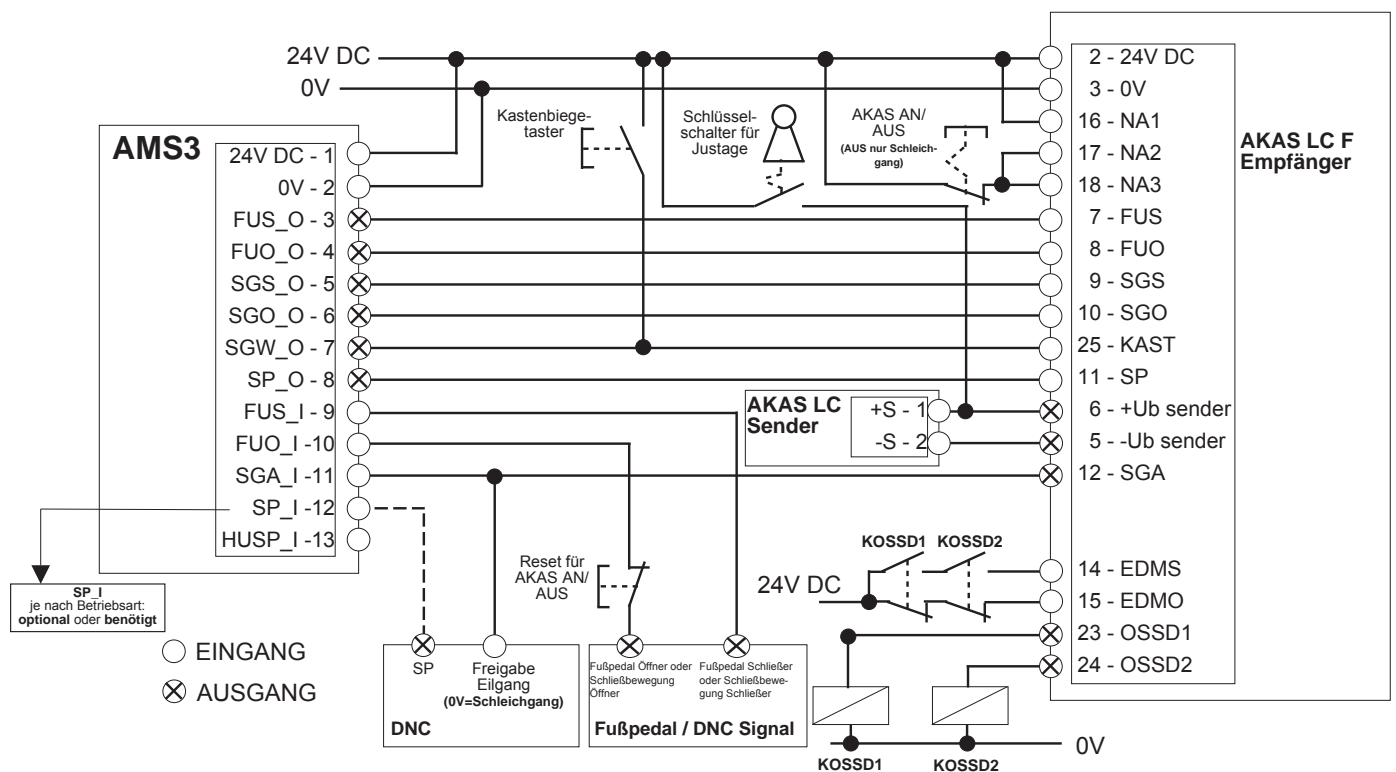 24V DC
0V
AMS3
24V DC - 1
0V - 2
FUS_O - 3
FUO_O - 4
SGS_O - 5
SGO_O - 6
SGW_O - 7
SP_O - 8
FUS_I - 9
FUO_I -10
SGA_I -11
SP_I -12
HUSP_I -13
SP_I
je nach Betriebsart:
optional oder benötigt
EINGANG
AUSGANG
Kastenbiege-
taster
Schlüssel-
schalter für
Justage
AKAS AN/
AUS
(AUS nur Schleich-
gang)
AKAS LC
Sender
+S - 1
-S - 2
Reset für
AKAS AN/
AUS
SP
Freigabe
Eilgang
(0V=Schleichgang)
DNC
Fußpedal Öffner oder
Schließbewegung
Öffner
Fußpedal Schließer
oder Schließbewe-
gung Schließer
Fußpedal / DNC Signal
2 - 24V DC
3 - 0V
16 - NA1
17 - NA2
18 - NA3
7 - FUS
8 - FUO
9 - SGS
10 - SGO
25 - KAST
11 - SP
6 - +Ub sender
5 - -Ub sender
12 - SGA
14 - EDMS
15 - EDMO
23 - OSSD1
24 - OSSD2
AKAS LC F
Empfänger
KOSSD1
KOSSD2
24V DC
0V
KOSSD1
KOSSD2